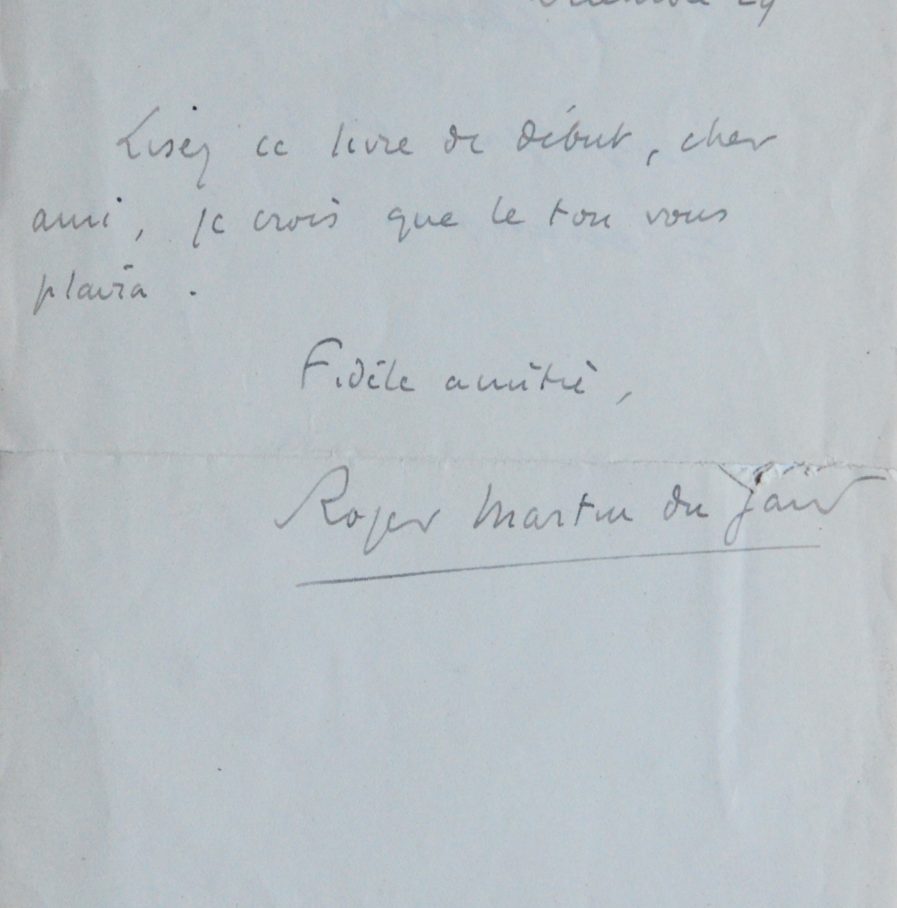 29
Lisez ce livre de début, cher
ami, je crois que le ton vous
plaira.
Fidèle amitié,
Roger Martin du Gard